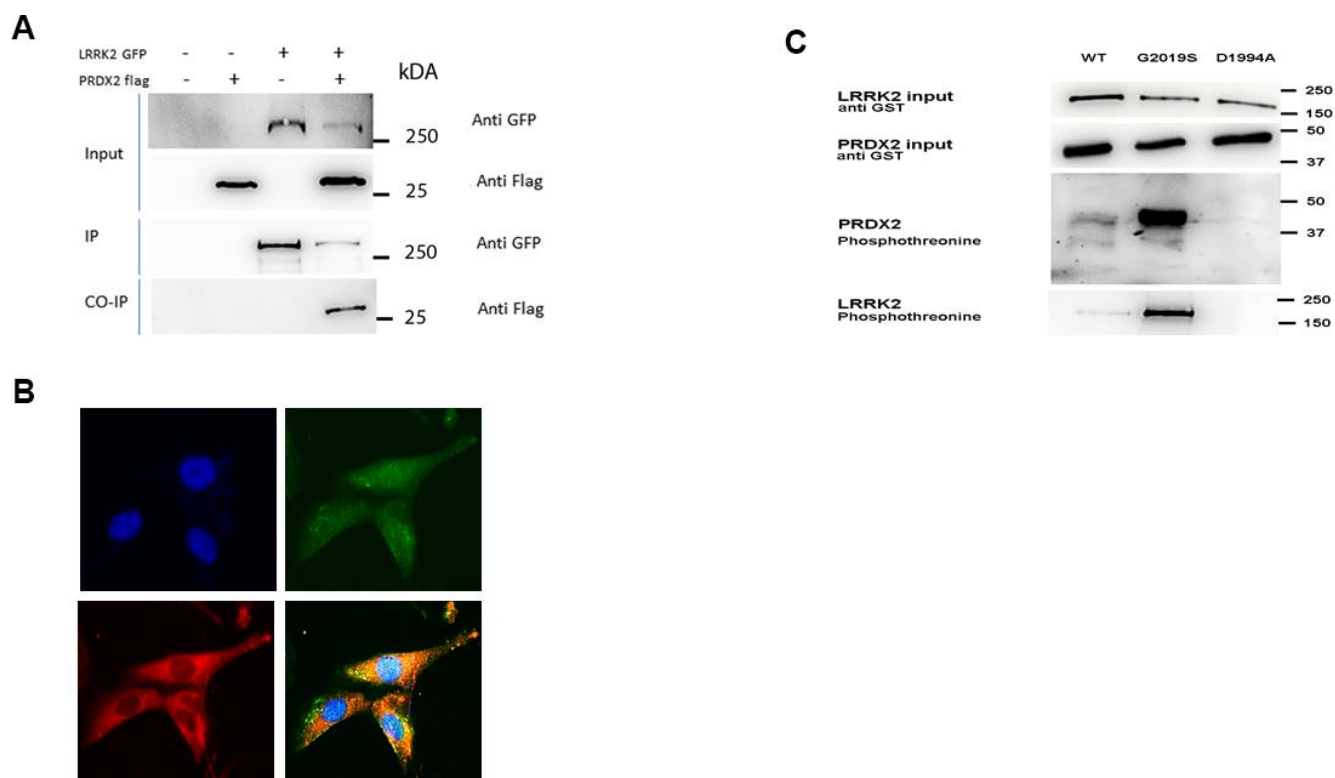 A
LRRK2 GFP - - + +
PRDX2 flag - + - + kDA
Input
250 Anti GFP
25 Anti Flag
IP
250 Anti GFP
CO-IP
25 Anti Flag
B
C
WT G2019S D1994A
LRRK2 input
anti GST
250
150
PRDX2 input
anti GST
50
37
PRDX2
Phosphothreonine
50
37
LRRK2
Phosphothreonine
250
150